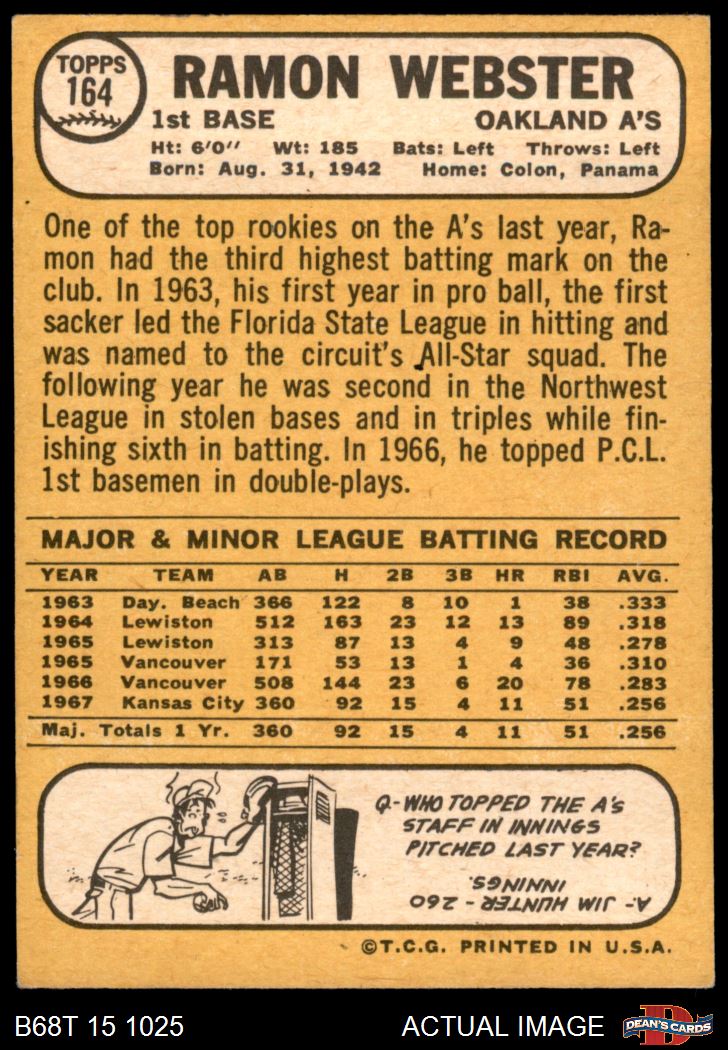 TOPPS
164
RAMON WEBSTER
1st BASE OAKLAND A'S
Ht: 6'0" Wt: 185 Bats: Left Throws: Left
Born: Aug. 31, 1942 Home: Colon, Panama
One of the top rookies on the A's last year, Ra-
mon had the third highest batting mark on the
club. In 1963, his first year in pro ball, the first
sacker led the Florida State League in hitting and
was named to the circuit's All-Star squad. The
following year he was second in the Northwest
League in stolen bases and in triples while fin-
ishing sixth in batting. In 1966, he topped P.C.L.
1st basemen in double-plays.
MAJOR & MINOR LEAGUE BATTING RECORD
YEAR TEAM AB H 2B 3B HR RBI AVG.
1963 Day. Beach 366 122 8 10 1 38 .333
1964 Lewiston 512 163 23 12 13 89 .318
1965 Lewiston 313 87 13 4 9 48 .278
1965 Vancouver 171 53 13 1 4 36 .310
1966 Vancouver 508 144 23 6 20 78 .283
1967 Kansas City 360 92 15 4 11 51 .256
Maj. Totals 1 Yr. 360 92 15 4 11 51 .256
Q-WHO TOPPED THE A's
STAFF IN INNINGS
PITCHED LAST YEAR?
A- JIM HUNTER - 260
INNINGS.
©T.C.G. PRINTED IN U.S.A.
B68T 15 1025 ACTUAL IMAGE
DEAN'S CARDS